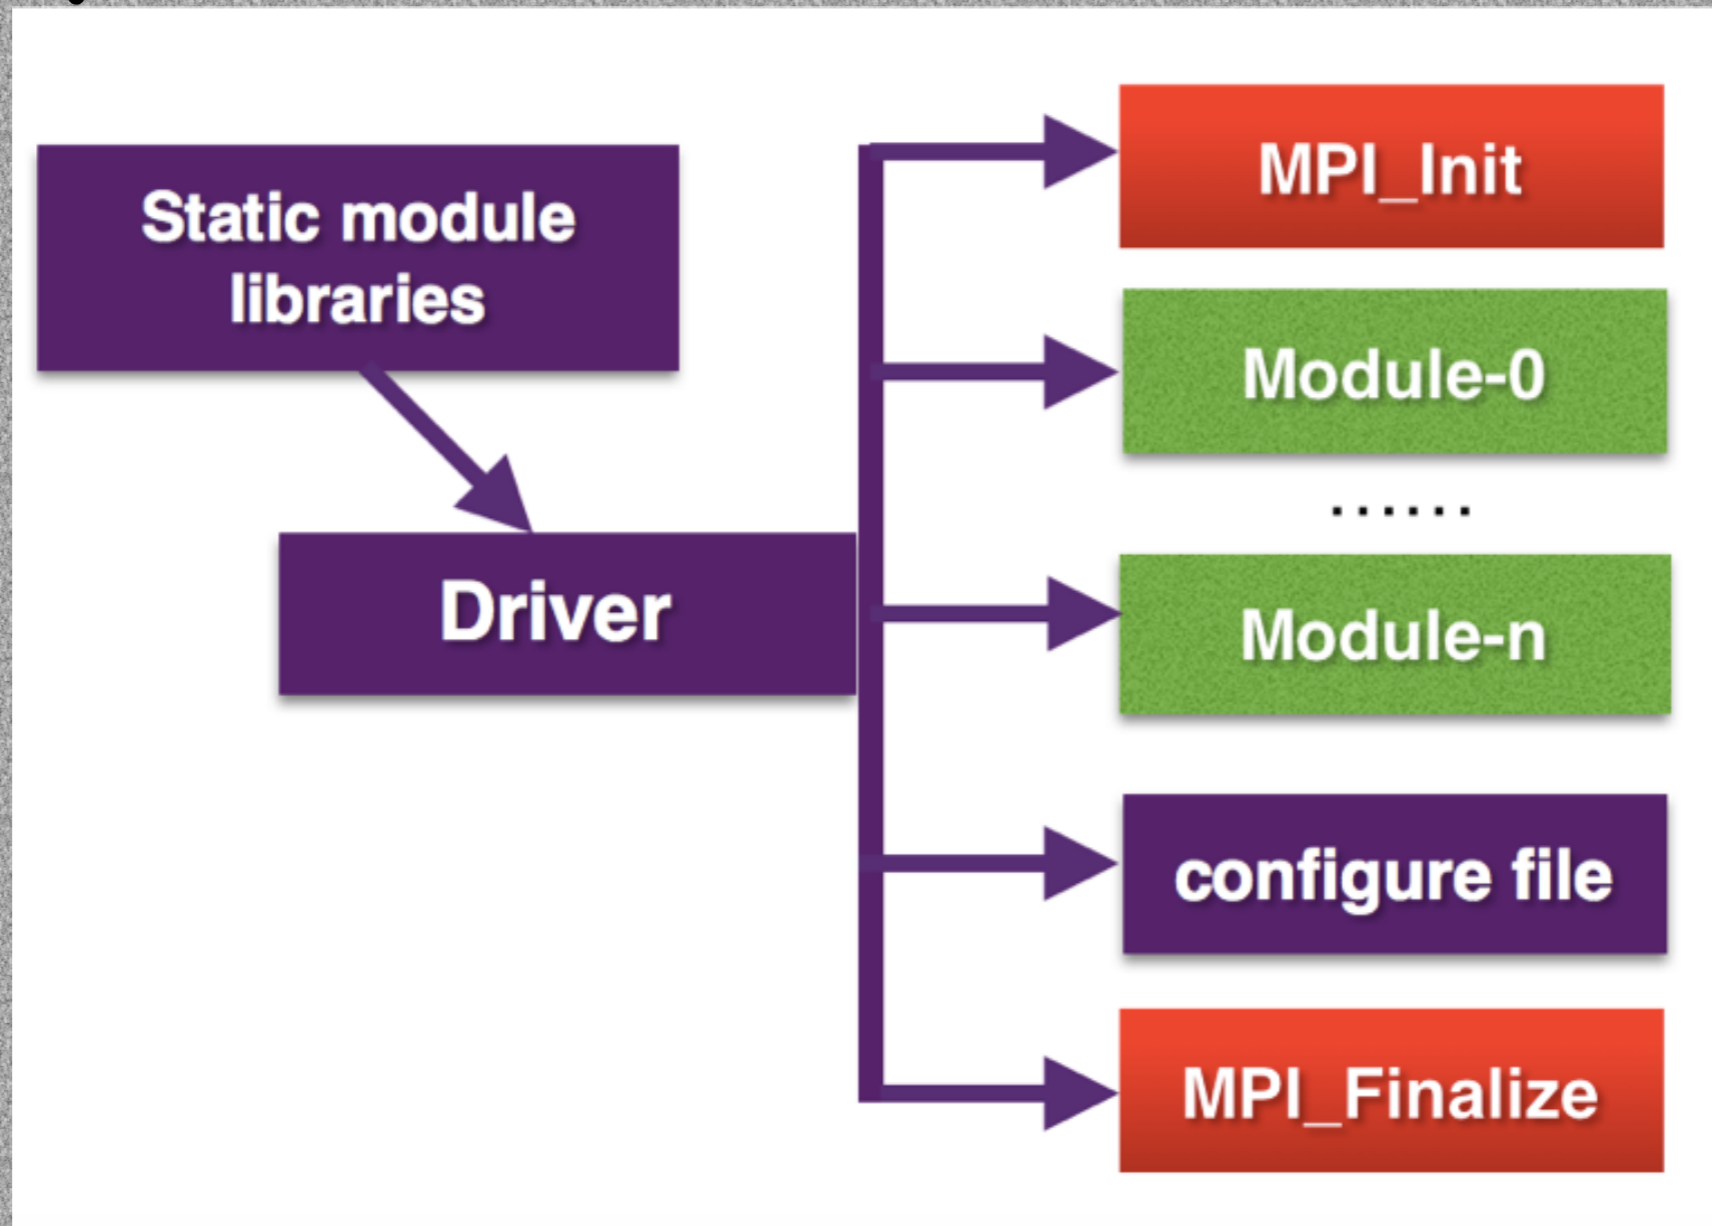 Static module
libraries
Driver
MPI_Init
Module-0
......
Module-n
configure file
MPI_Finalize